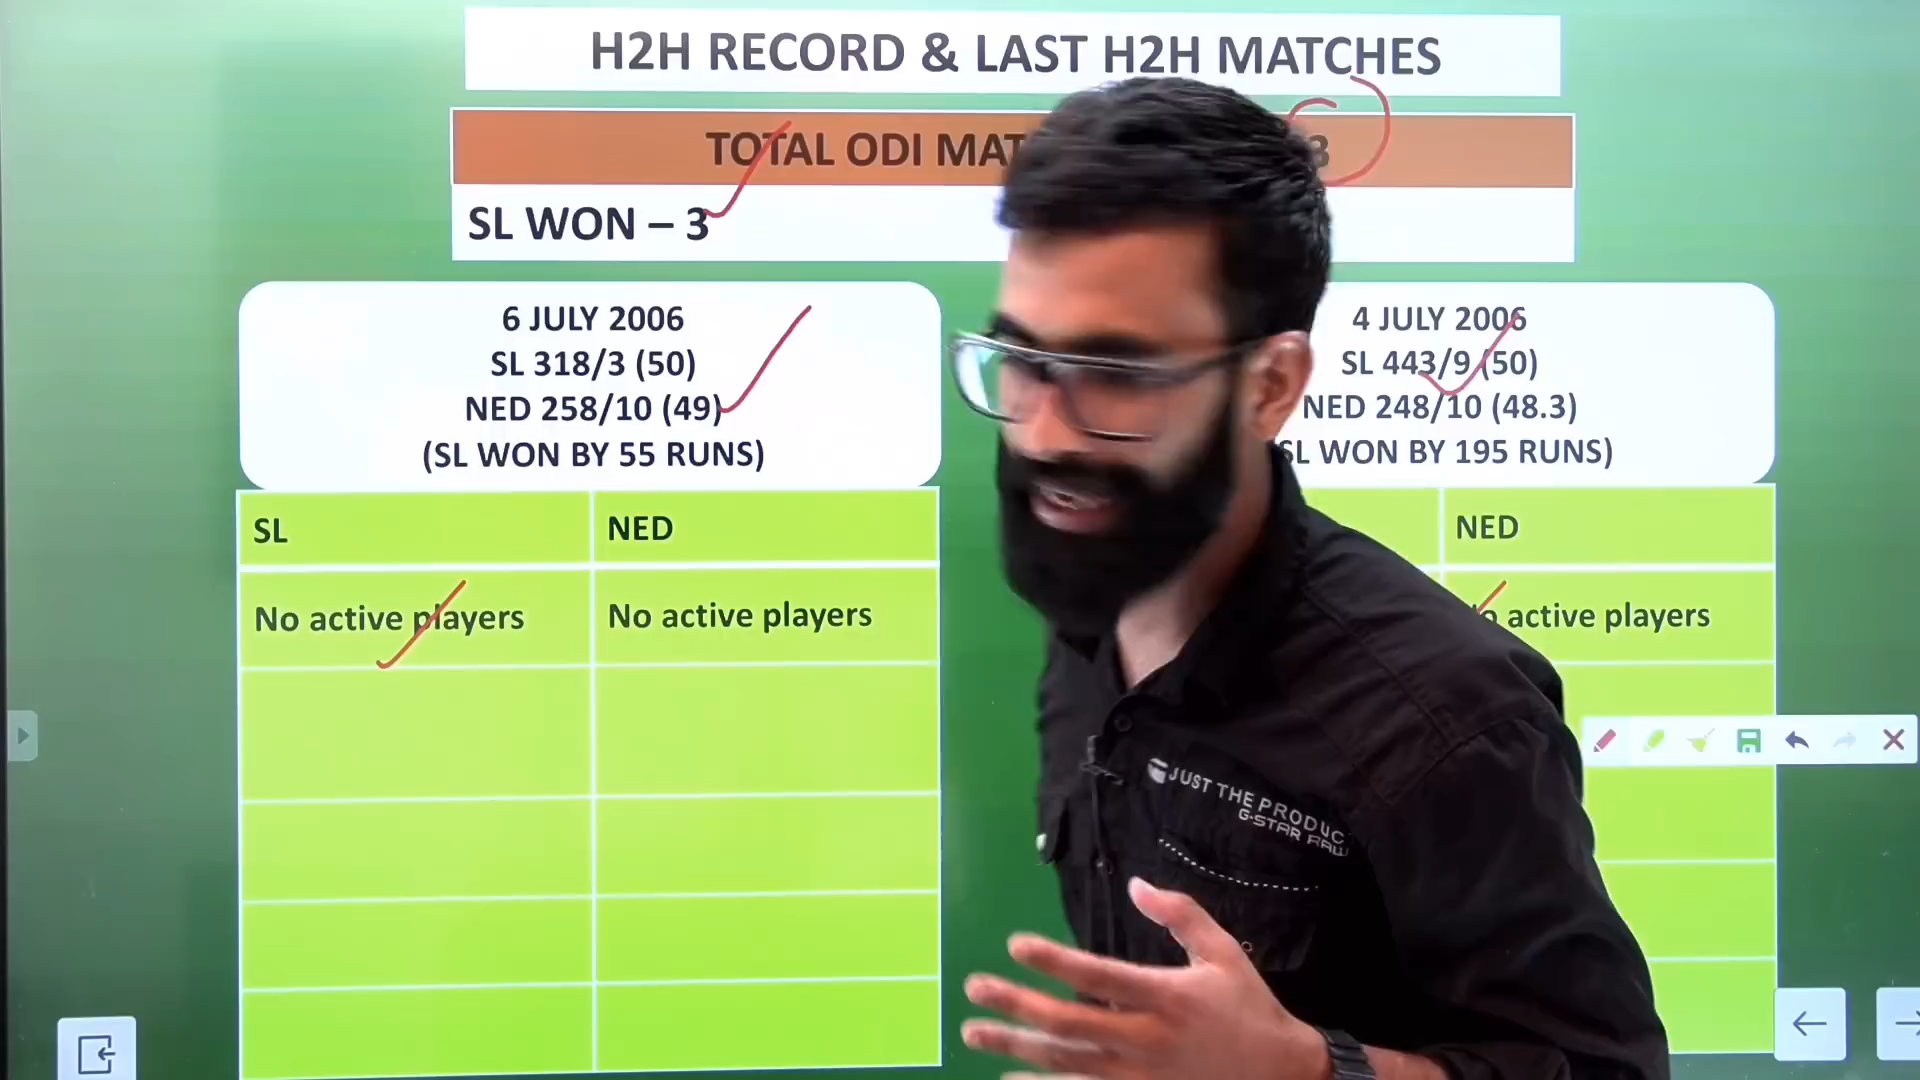 H2H RECORD & LAST H2H MATCHES
TOTAL ODI MAT 3
SL WON – 3
6 JULY 2006
SL 318/3 (50)
NED 258/10 (49)
(SL WON BY 55 RUNS)
4 JULY 2006
SL 443/9 (50)
NED 248/10 (48.3)
SL WON BY 195 RUNS)
SL NED
No active players No active players
NED
active players
JUST THE PRODUC
G-STAR RAW